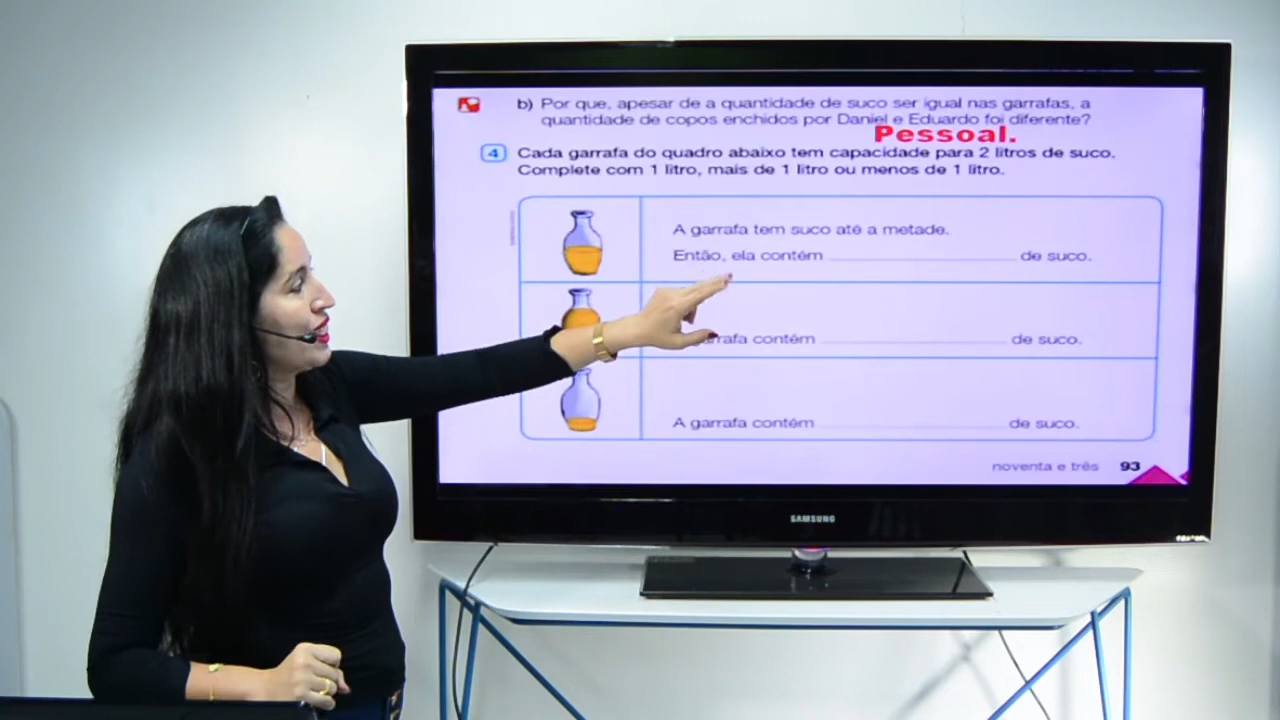 b) Por que, apesar de a quantidade de suco ser igual nas garrafas, a
quantidade de copos enchidos por Daniel e Eduardo foi diferente?
Pessoal.
4 Cada garrafa do quadro abaixo tem capacidade para 2 litros de suco.
Complete com 1 litro, mais de 1 litro ou menos de 1 litro.
A garrafa tem suco até a metade.
Então, ela contém ____________ de suco.
contém ____________ de suco.
A garrafa contém ____________ de suco.
noventa e três 93
SAMSUNG